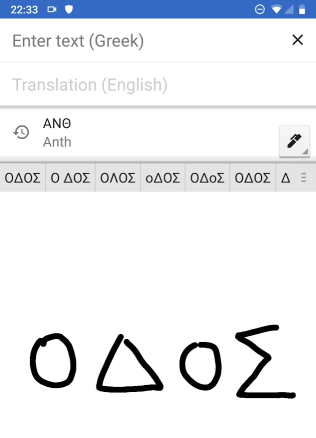 22:33
Enter text (Greek)
Translation (English)
ΑΝΘ
Anth
ΟΔΟΣ Ο ΔΟΣ ΟΛΟΣ οΔΟΣ ΟΔοΣ ΟΔΟΣ Δ
ΟΔΟΣ